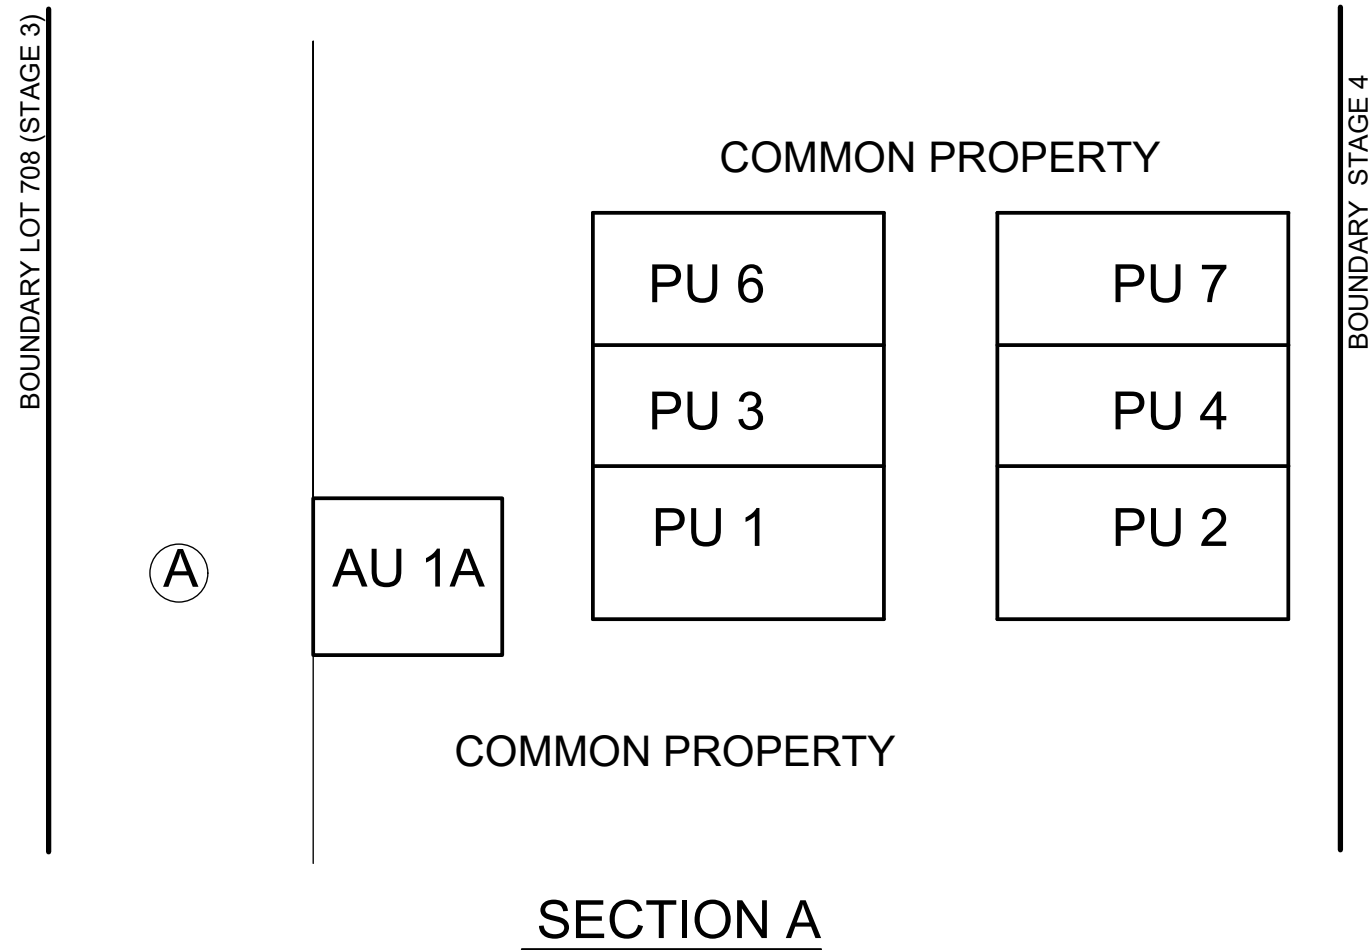 BOUNDARY LOT 708 (STAGE 3)
COMMON PROPERTY
BOUNDARY STAGE 4
PU 6
PU 7
PU 3
PU 4
PU 1
PU 2
A
AU 1A
COMMON PROPERTY
SECTION A